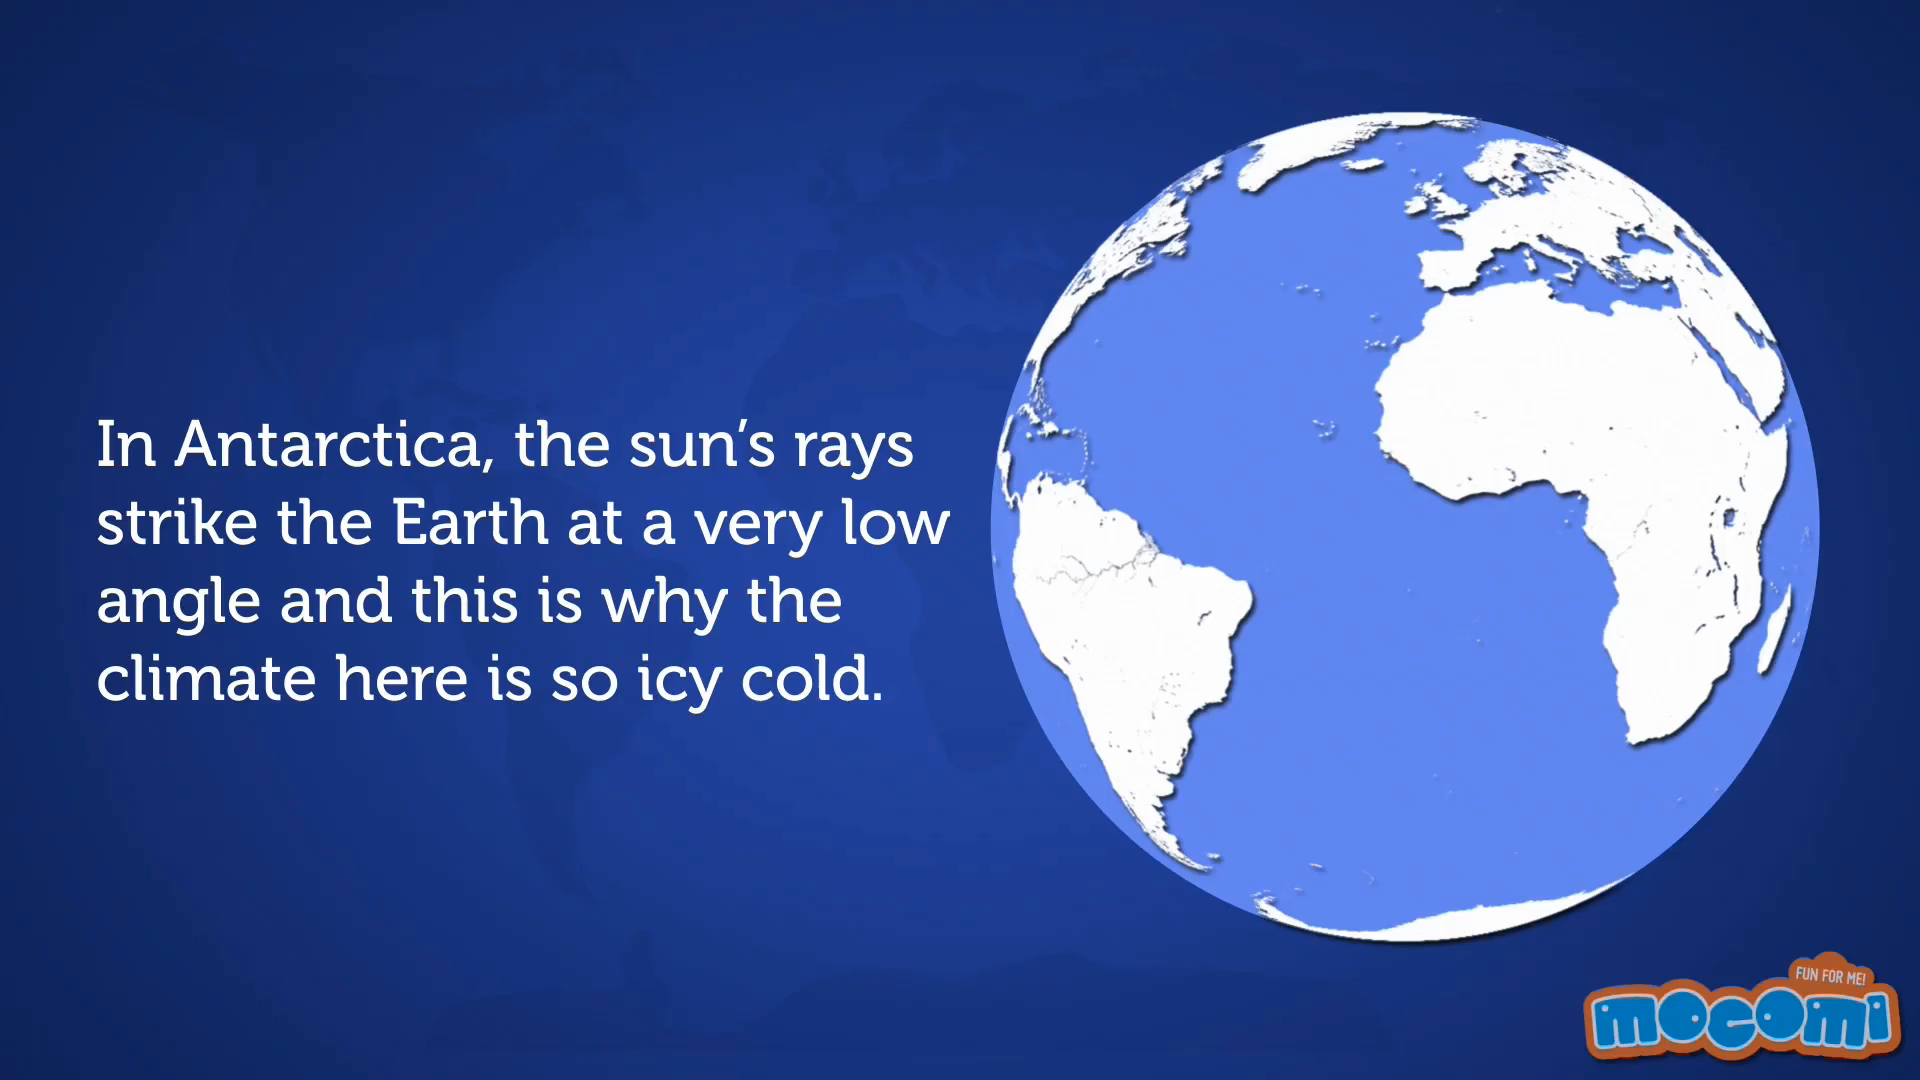 In Antarctica, the sun's rays
strike the Earth at a very low
angle and this is why the
climate here is so icy cold.
FUN FOR ME!
mocomi